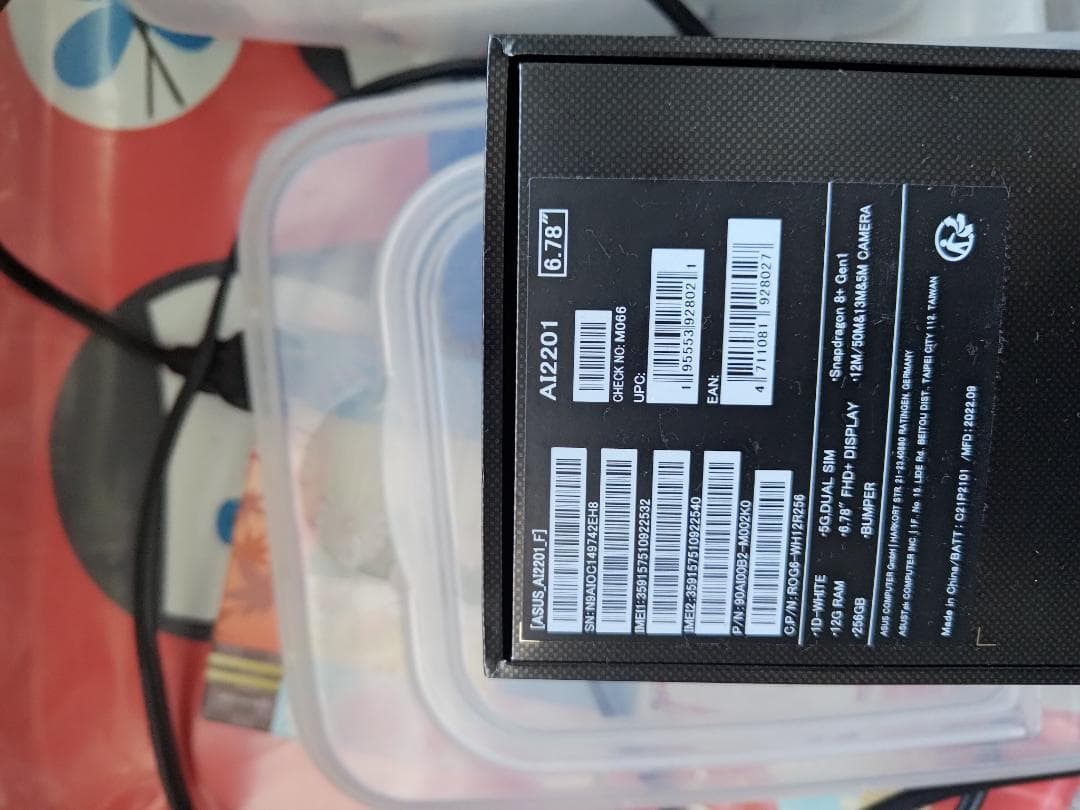 [ASUS_AI2201_F]
SN:N9AIOC149742EH8
IMEI1:359157510922532
IMEI2:359157510922540
P/N:90AI00B2-M002K0
C.P/N:ROG6-WH12R256
AI2201
6.78"
CHECK NO: M066
UPC:
1 95553 92802 1
EAN:
4 711081 928027
·1D-WHITE ·5G,DUAL SIM ·Snapdragon 8+ Gen1
·12G RAM ·6.78" FHD+ DISPLAY ·12M/50M&13M&5M CAMERA
·256GB ·BUMPER
ASUS COMPUTER GmbH | HARKORT STR. 21-23,40880 RATINGEN, GERMANY
ASUSTek COMPUTER INC. | 1F., No. 15, LIDE Rd., BEITOU DIST., TAIPEI CITY 112, TAIWAN
Made in China/BATT : C21P2101 /MFD:2022.09